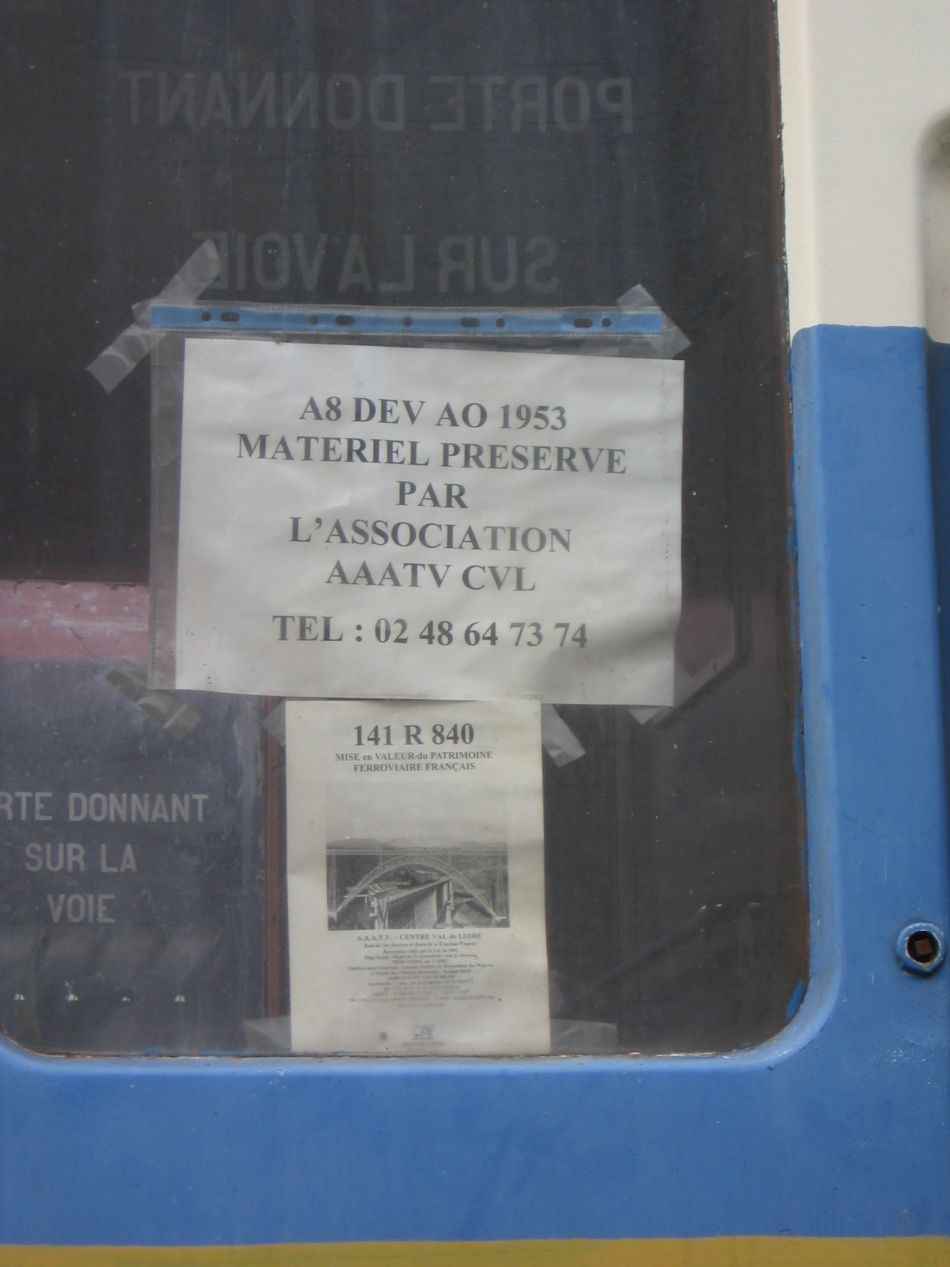 PORTE DONNANT
SUR LA VOIE
A8 DEV AO 1953
MATERIEL PRESERVE
PAR
L'ASSOCIATION
AAATV CVL
TEL : 02 48 64 73 74
141 R 840
MISE en VALEUR du PATRIMOINE
FERROVIAIRE FRANÇAIS
A.A.A.T.V. - CENTRE VAL de LOIRE
RTE DONNANT
SUR LA
VOIE